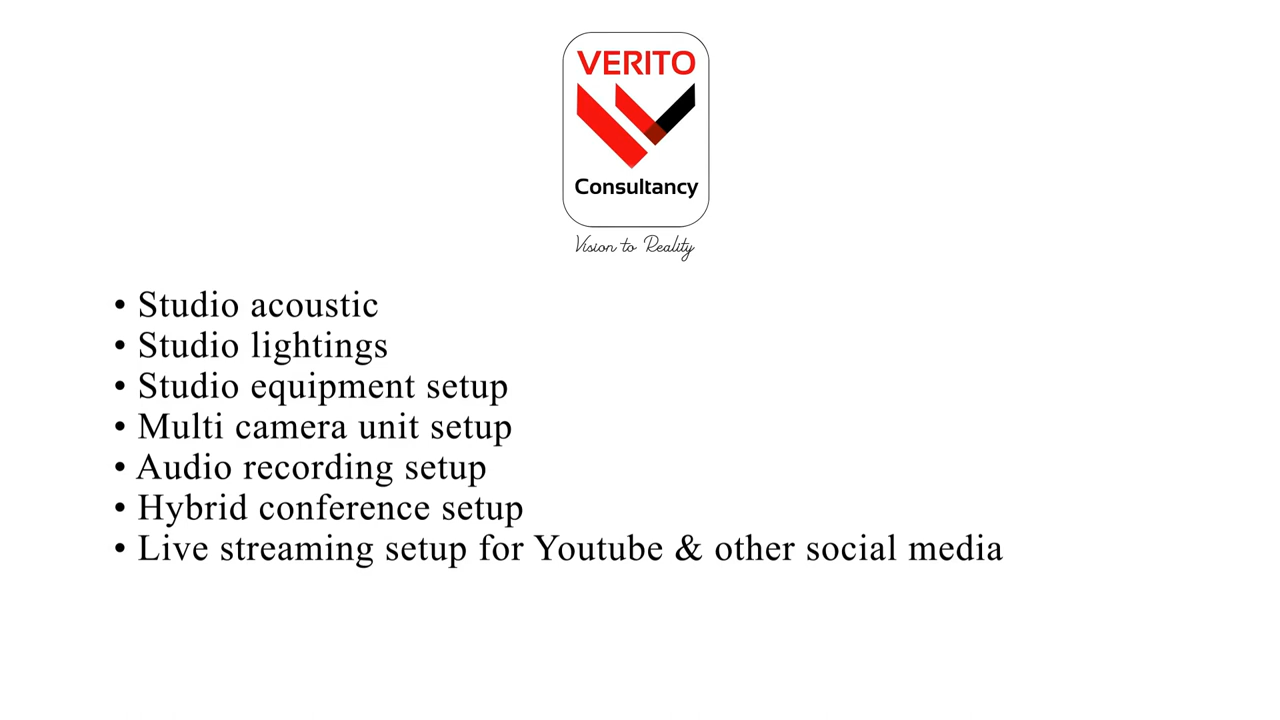 VERITO
Consultancy
Vision to Reality
• Studio acoustic
• Studio lightings
• Studio equipment setup
• Multi camera unit setup
• Audio recording setup
• Hybrid conference setup
• Live streaming setup for Youtube & other social media